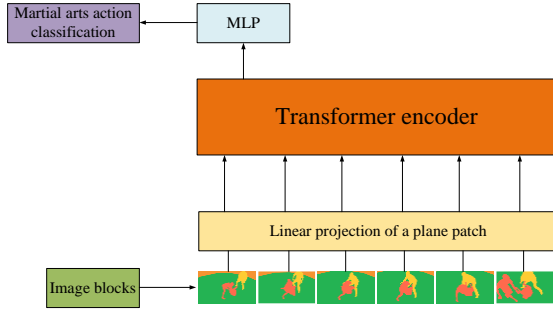 Martial arts action
classification
MLP
Transformer encoder
Linear projection of a plane patch
Image blocks